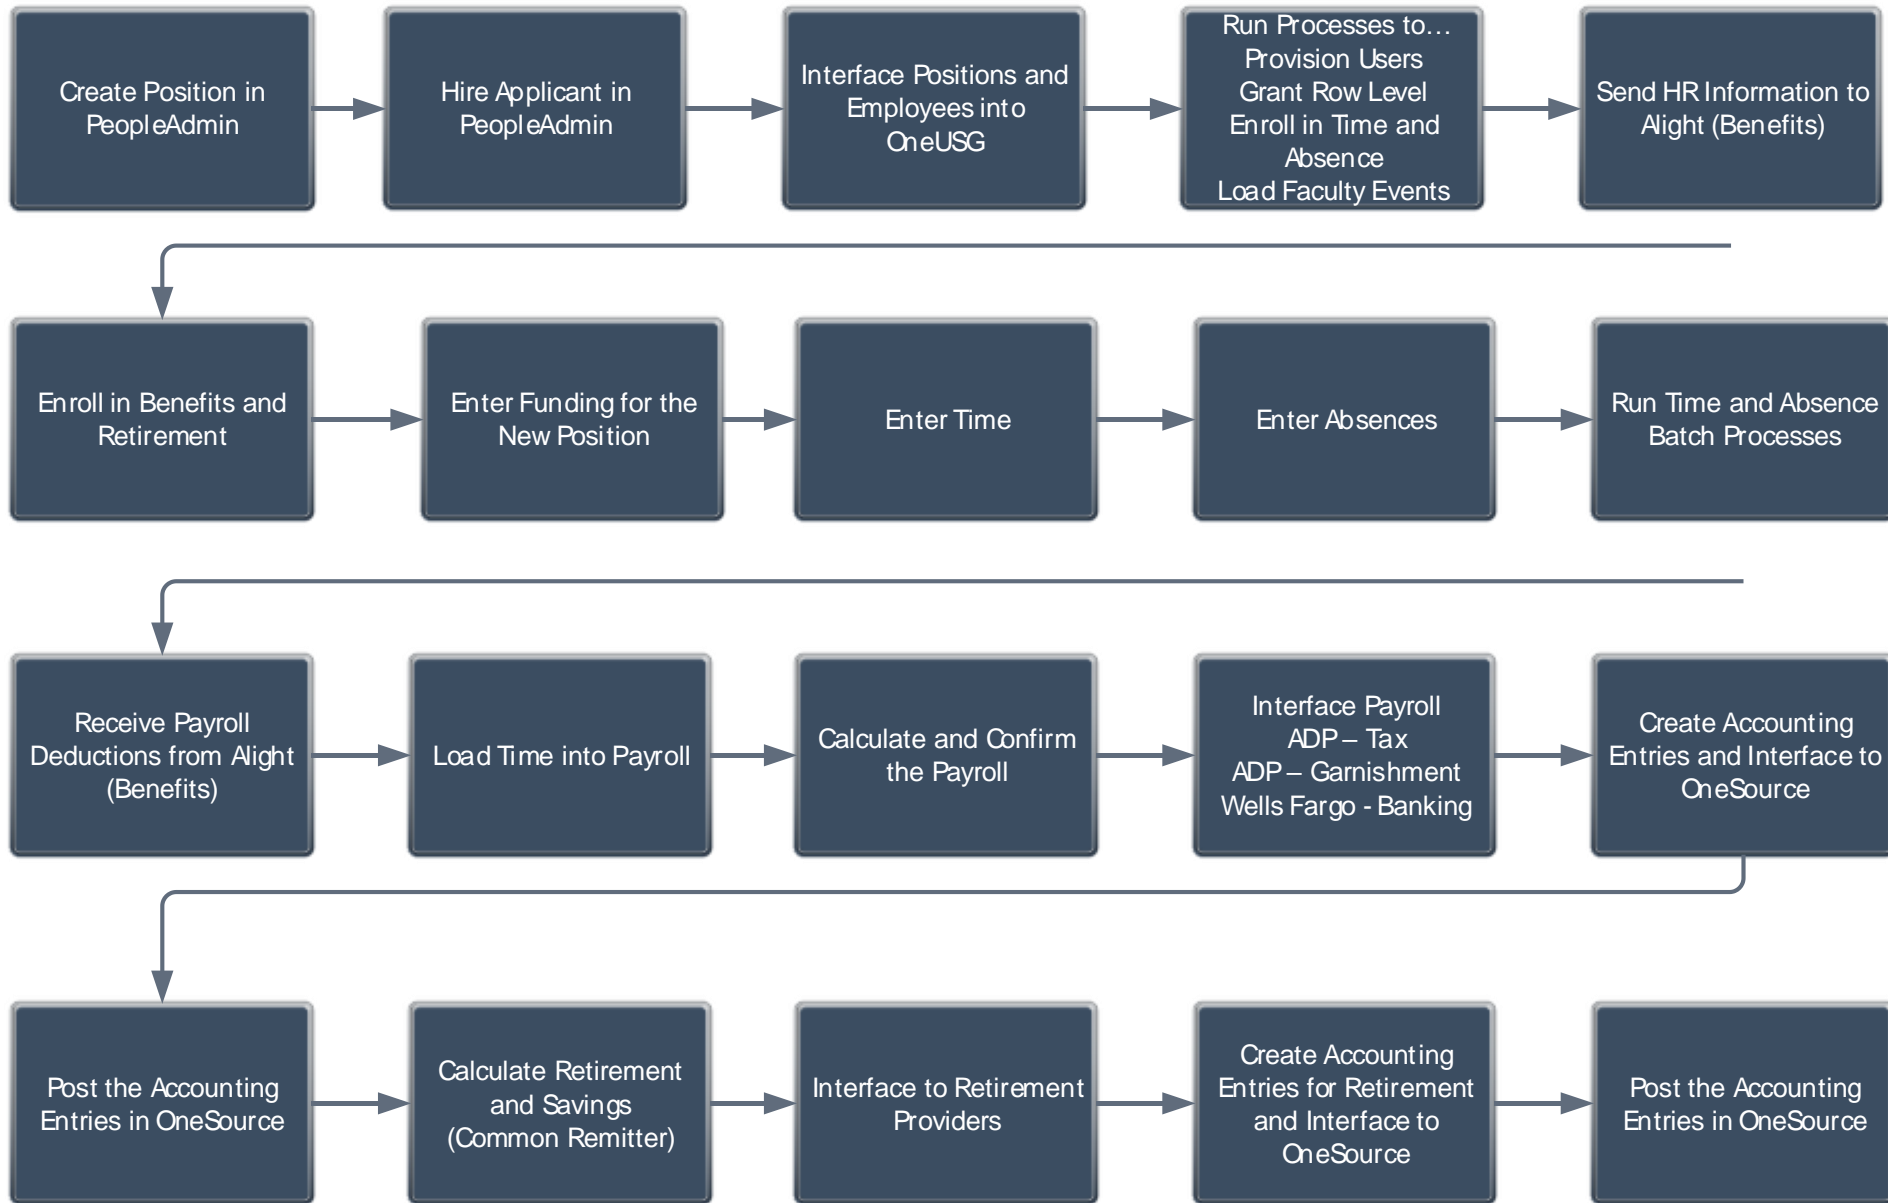 Create Position in
PeopleAdmin
Hire Applicant in
PeopleAdmin
Interface Positions and
Employees into
OneUSG
Run Processes to…
Provision Users
Grant Row Level
Enroll in Time and
Absence
Load Faculty Events
Send HR Information to
Alight (Benefits)
Enroll in Benefits and
Retirement
Enter Funding for the
New Position
Enter Time
Enter Absences
Run Time and Absence
Batch Processes
Receive Payroll
Deductions from Alight
(Benefits)
Load Time into Payroll
Calculate and Confirm
the Payroll
Interface Payroll
ADP – Tax
ADP – Garnishment
Wells Fargo - Banking
Create Accounting
Entries and Interface to
OneSource
Post the Accounting
Entries in OneSource
Calculate Retirement
and Savings
(Common Remitter)
Interface to Retirement
Providers
Create Accounting
Entries for Retirement
and Interface to
OneSource
Post the Accounting
Entries in OneSource